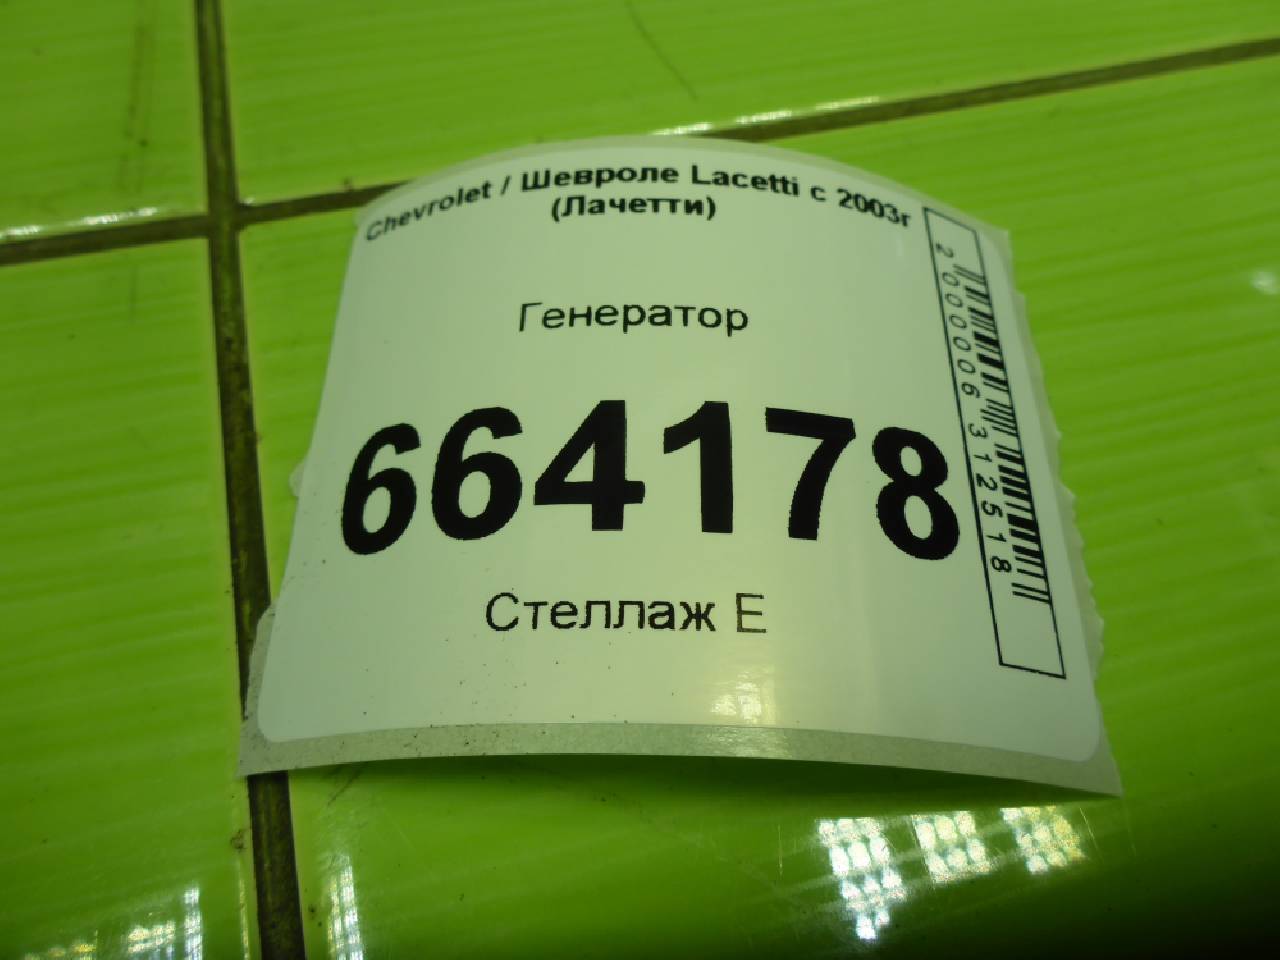 Chevrolet / Шевроле Lacetti с 2003г
(Лачетти)
Генератор
664178
Стеллаж Е
2000006312518